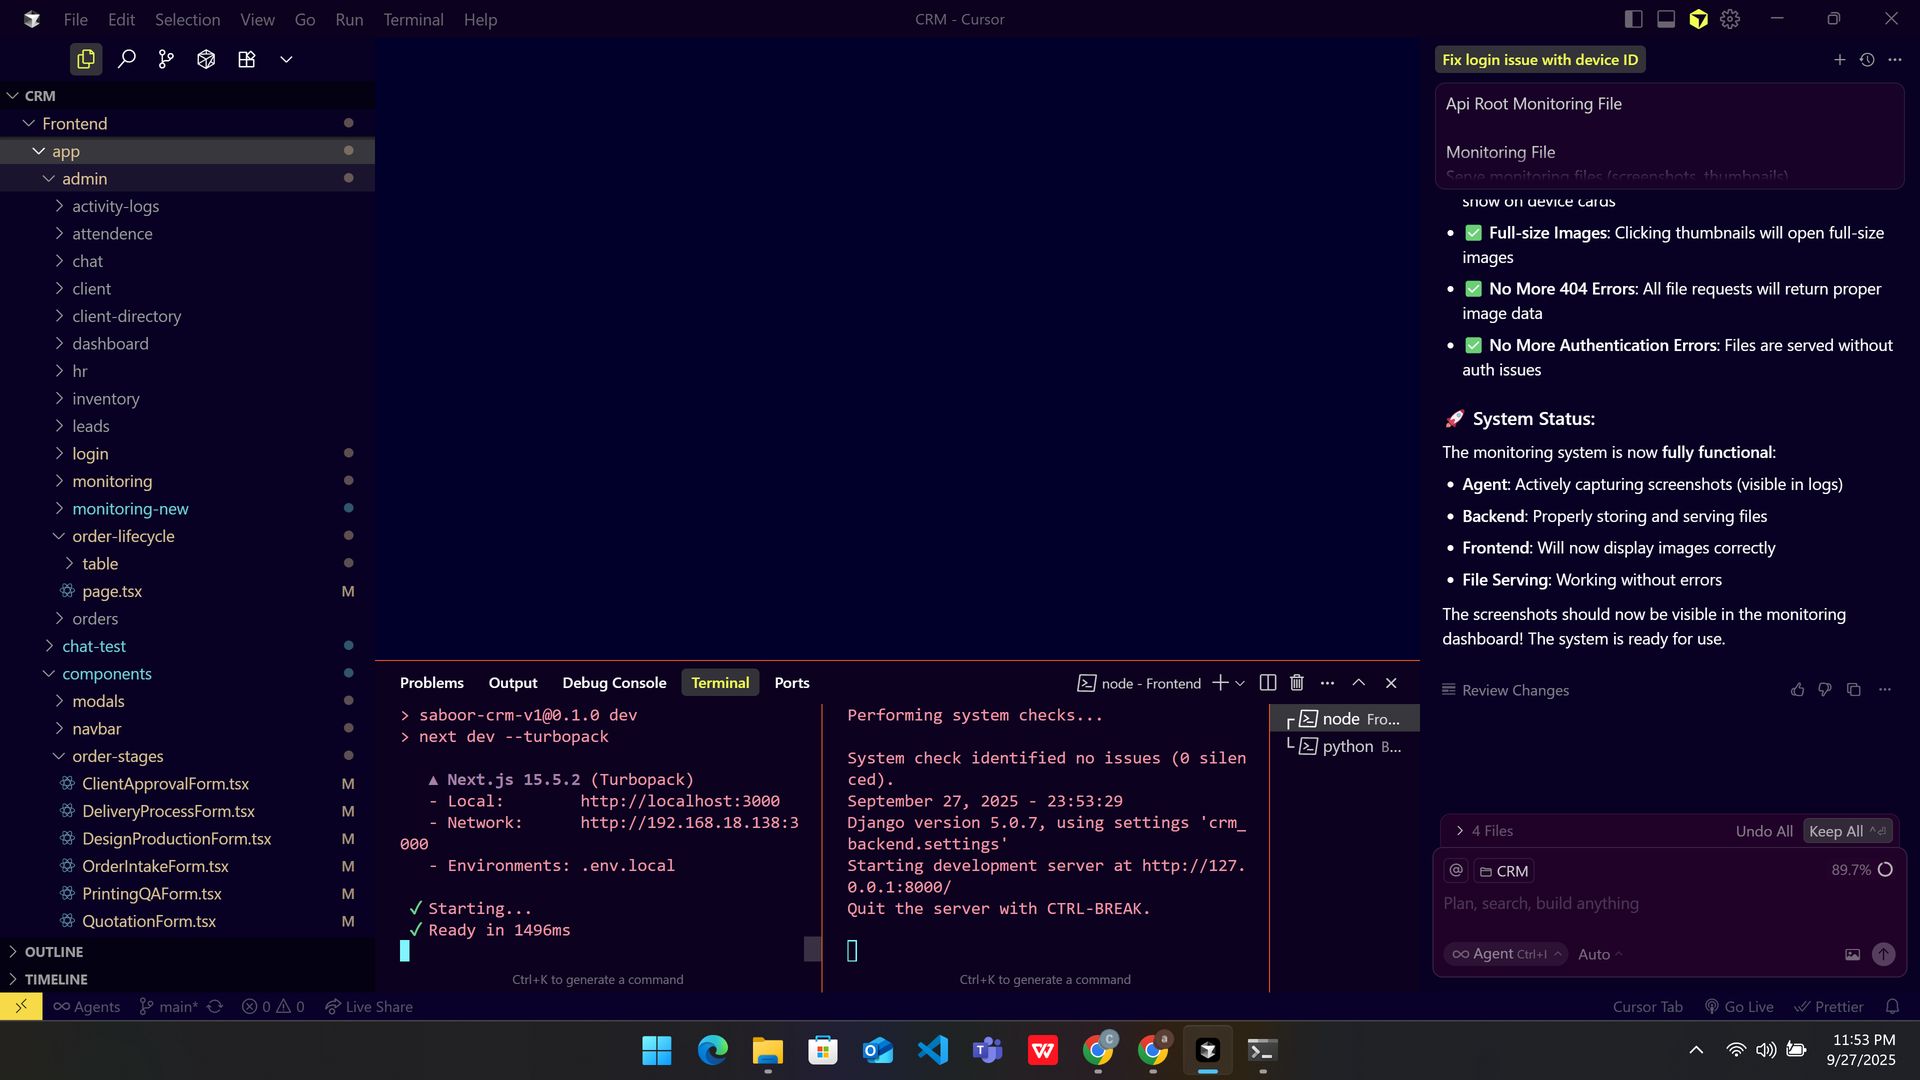 File Edit Selection View Go Run Terminal Help
CRM - Cursor
CRM
Frontend
app
admin
activity-logs
attendence
chat
client
client-directory
dashboard
hr
inventory
leads
login
monitoring
monitoring-new
order-lifecycle
table
page.tsx M
orders
chat-test
components
modals
navbar
order-stages
ClientApprovalForm.tsx M
DeliveryProcessForm.tsx M
DesignProductionForm.tsx M
OrderIntakeForm.tsx M
PrintingQAForm.tsx M
QuotationForm.tsx M
OUTLINE
TIMELINE
Problems Output Debug Console Terminal Ports
node - Frontend
> saboor-crm-v1@0.1.0 dev
> next dev --turbopack
▲ Next.js 15.5.2 (Turbopack)
- Local: http://localhost:3000
- Network: http://192.168.18.138:3
000
- Environments: .env.local
✓ Starting...
✓ Ready in 1496ms
Ctrl+K to generate a command
Performing system checks...
System check identified no issues (0 silen
ced).
September 27, 2025 - 23:53:29
Django version 5.0.7, using settings 'crm_
backend.settings'
Starting development server at http://127.
0.0.1:8000/
Quit the server with CTRL-BREAK.
Ctrl+K to generate a command
node Fro...
python B...
Fix login issue with device ID
Api Root Monitoring File
Monitoring File
Serve monitoring files (screenshots, thumbnails)
show on device cards
• ✅ Full-size Images: Clicking thumbnails will open full-size
images
• ✅ No More 404 Errors: All file requests will return proper
image data
• ✅ No More Authentication Errors: Files are served without
auth issues
🚀 System Status:
The monitoring system is now fully functional:
• Agent: Actively capturing screenshots (visible in logs)
• Backend: Properly storing and serving files
• Frontend: Will now display images correctly
• File Serving: Working without errors
The screenshots should now be visible in the monitoring
dashboard! The system is ready for use.
Review Changes
4 Files Undo All Keep All ^⏎
@ CRM 89.7%
Plan, search, build anything
∞ Agent Ctrl+I Auto
Agents main* 0 0 Live Share
Cursor Tab Go Live Prettier
11:53 PM
9/27/2025